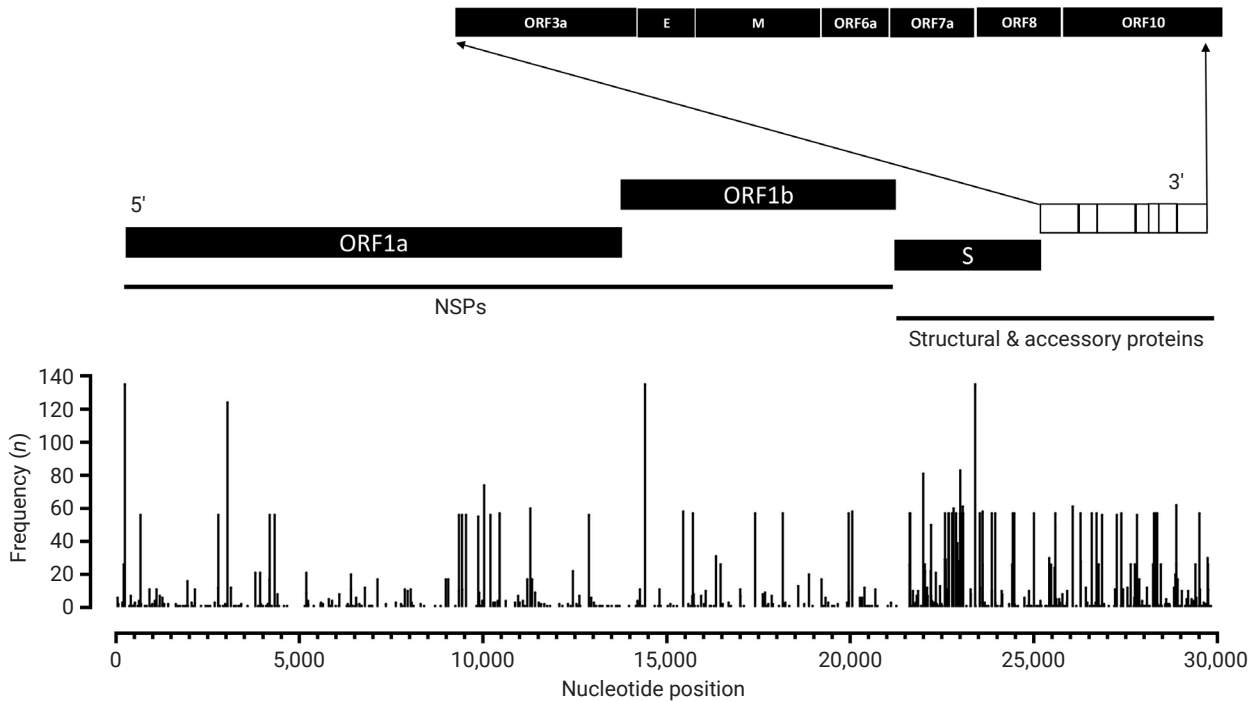 ORF3a E M ORF6a ORF7a ORF8 ORF10
5'
3'
ORF1b
ORF1a
S
NSPs
Structural & accessory proteins
140
120
100
80
60
40
20
0
Frequency (n)
0 5,000 10,000 15,000 20,000 25,000 30,000
Nucleotide position